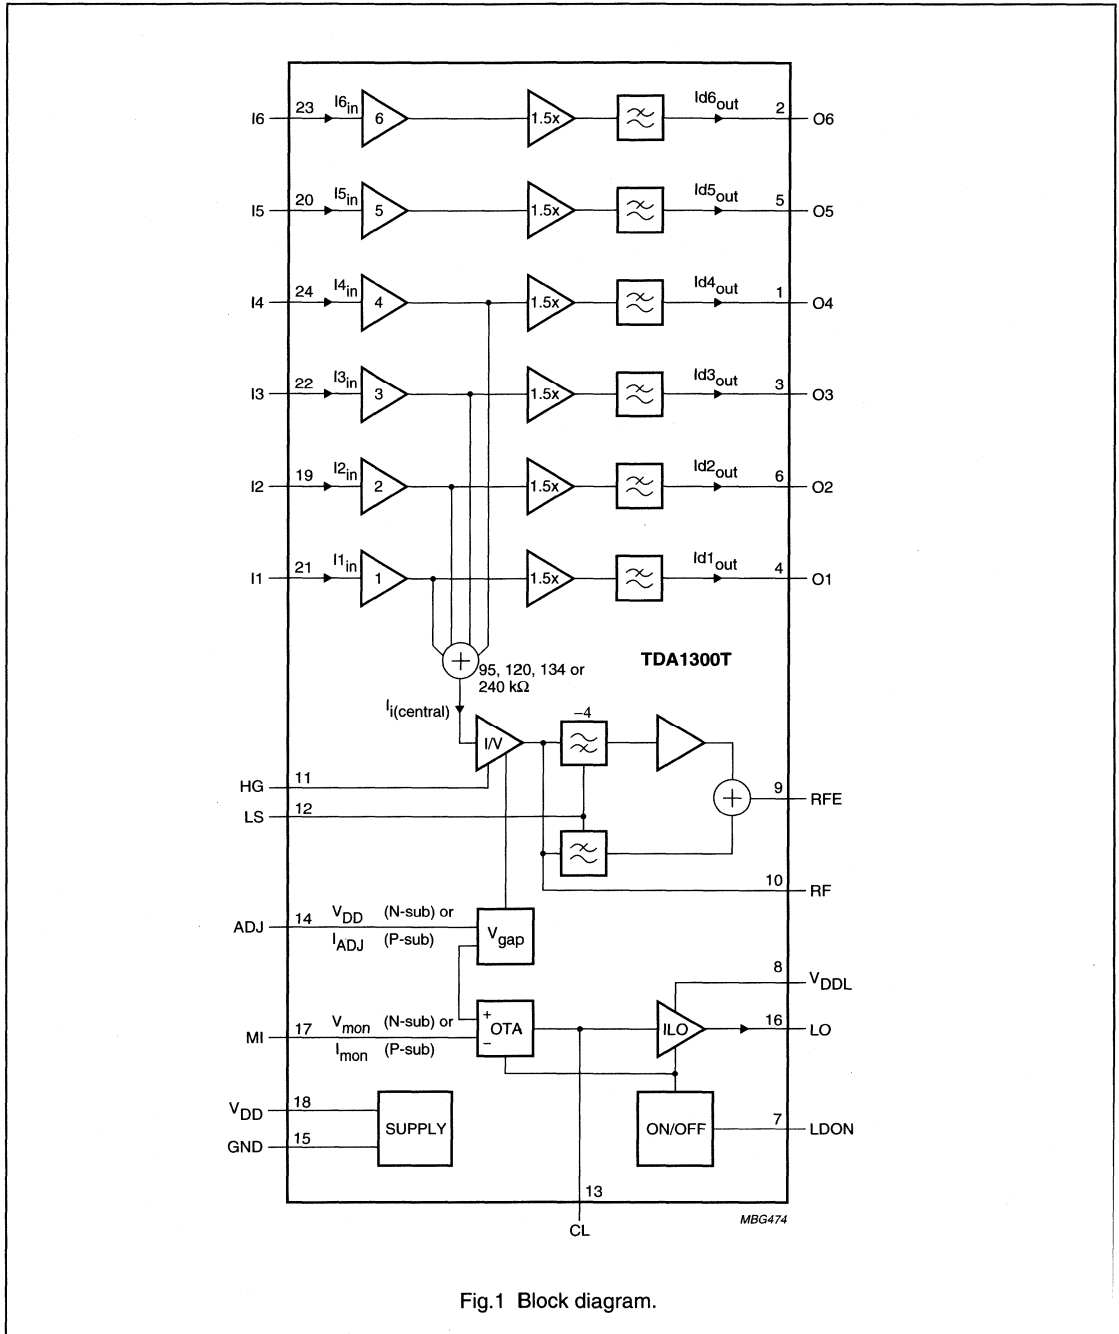 I6 23 I6in 6 1.5x Id6out 2 O6
I5 20 I5in 5 1.5x Id5out 5 O5
I4 24 I4in 4 1.5x Id4out 1 O4
I3 22 I3in 3 1.5x Id3out 3 O3
I2 19 I2in 2 1.5x Id2out 6 O2
I1 21 I1in 1 1.5x Id1out 4 O1
TDA1300T
+ 95, 120, 134 or
240 kΩ
Ii(central)
I/V
−4
HG 11
LS 12
+ 9 RFE
10 RF
ADJ 14 VDD (N-sub) or
IADJ (P-sub)
Vgap
8 VDDL
MI 17 Vmon (N-sub) or
Imon (P-sub)
+
− OTA
ILO 16 LO
VDD 18
GND 15
SUPPLY
ON/OFF 7 LDON
13
CL
MBG474
Fig.1 Block diagram.